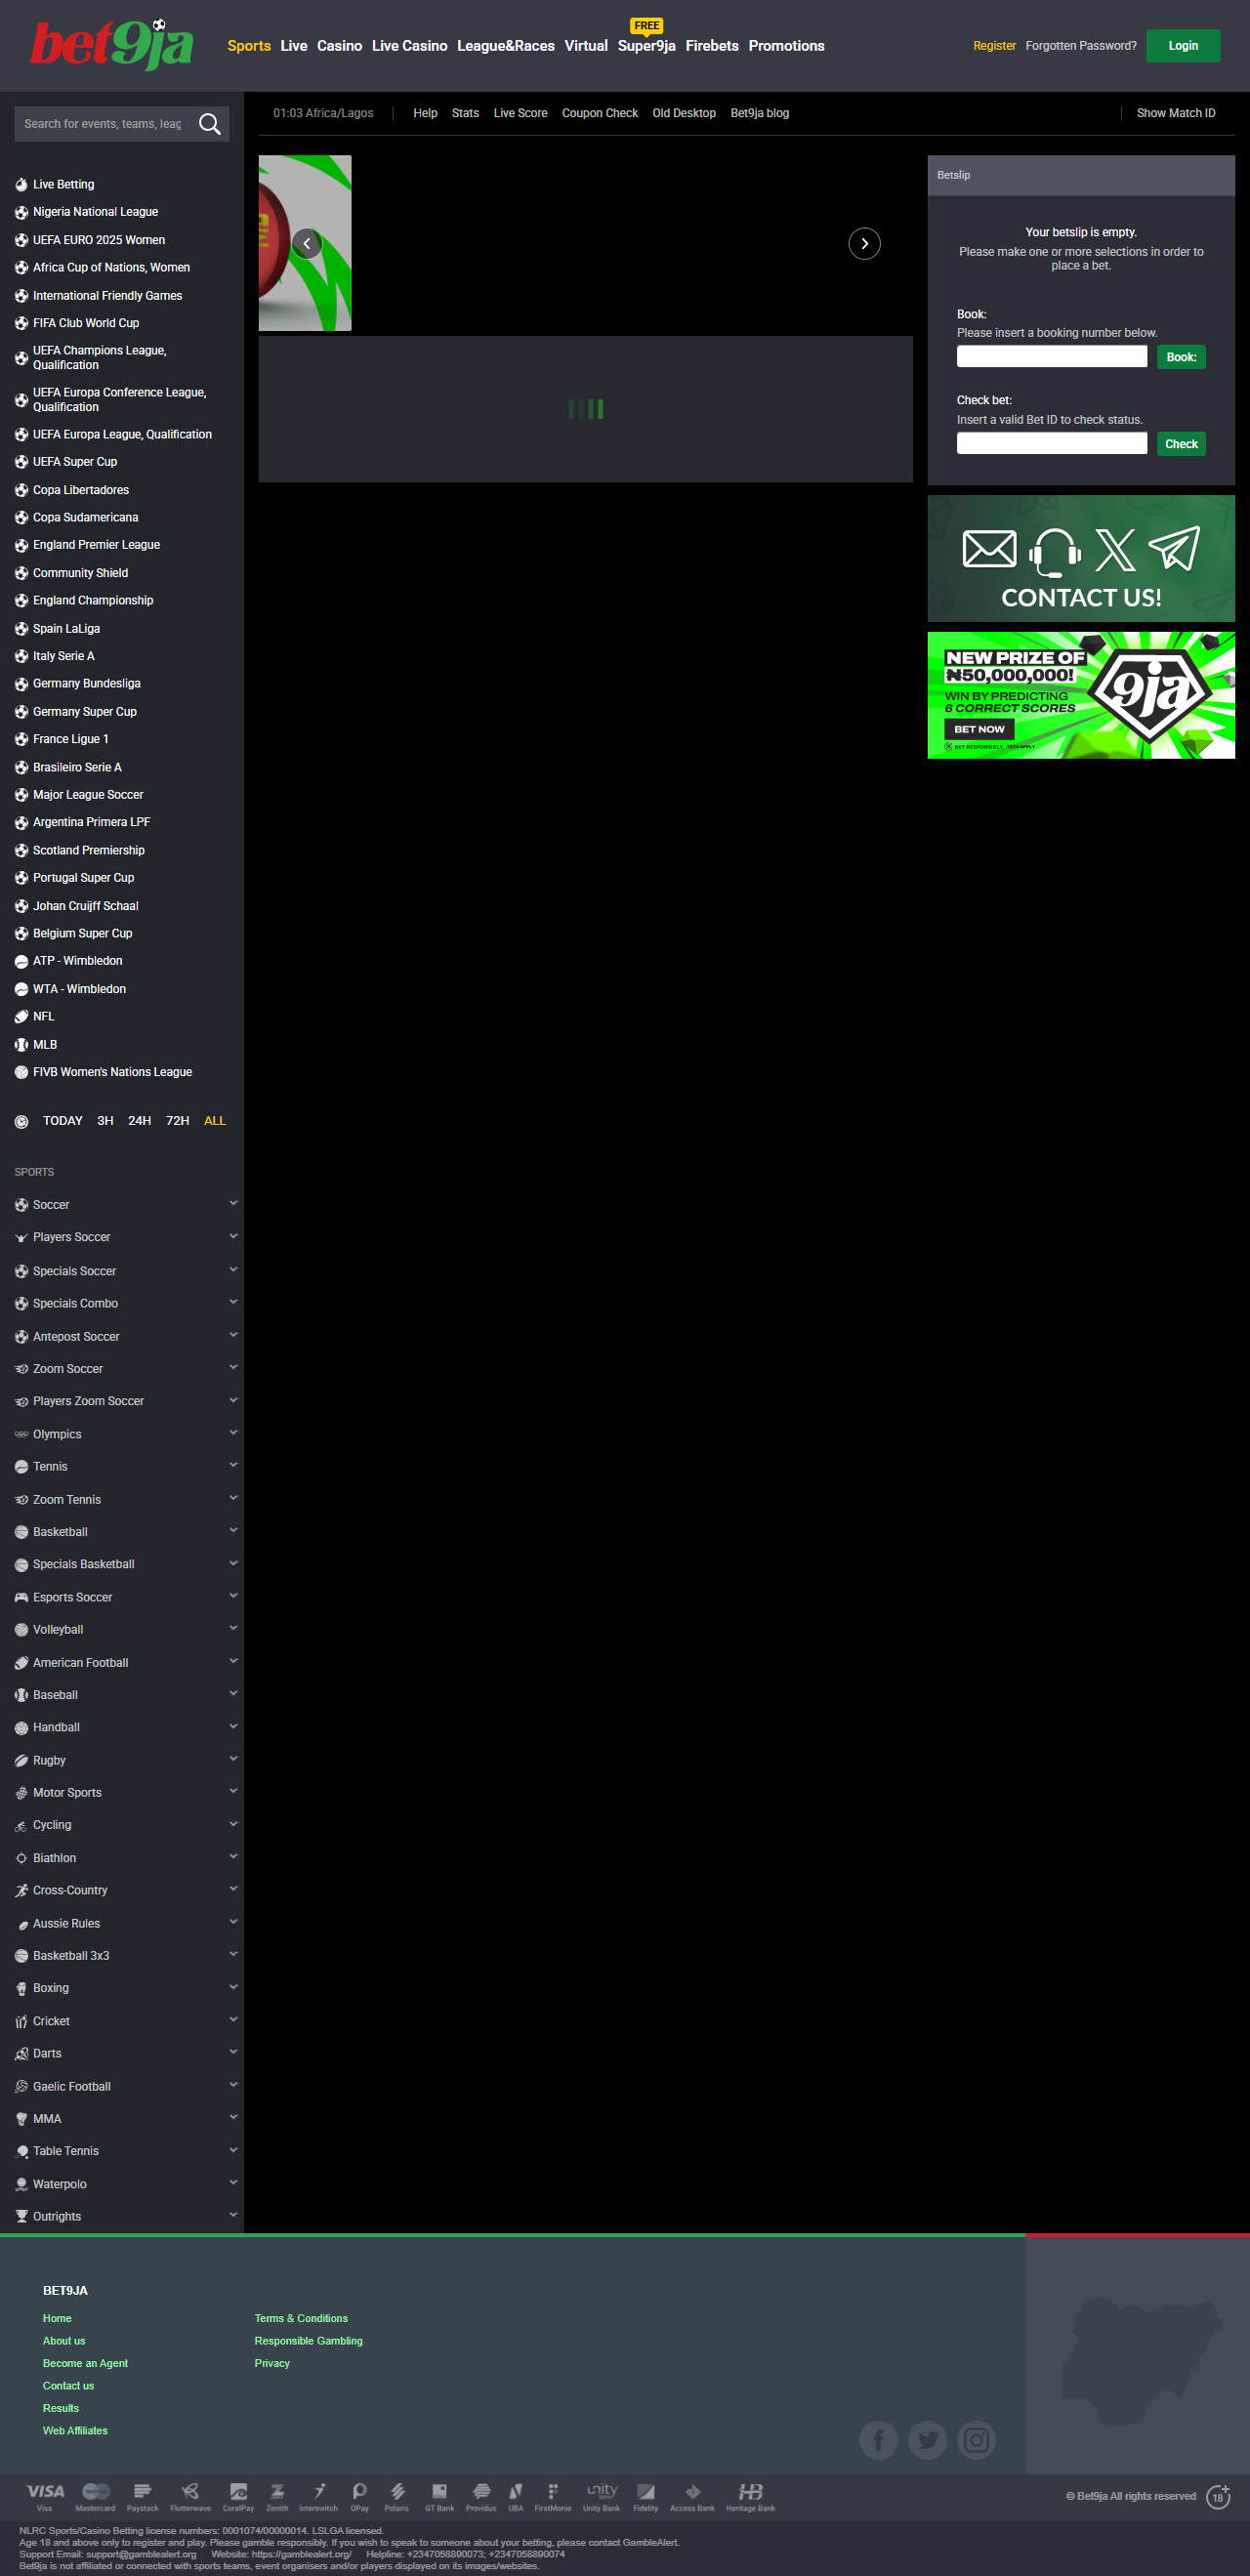 bet9ja
FREE
Sports Live Casino Live Casino League&Races Virtual Super9ja Firebets Promotions
Register Forgotten Password? Login
Search for events, teams, leag
01:03 Africa/Lagos Help Stats Live Score Coupon Check Old Desktop Bet9ja blog Show Match ID
Live Betting
Nigeria National League
UEFA EURO 2025 Women
Africa Cup of Nations, Women
International Friendly Games
FIFA Club World Cup
UEFA Champions League,
Qualification
UEFA Europa Conference League,
Qualification
UEFA Europa League, Qualification
UEFA Super Cup
Copa Libertadores
Copa Sudamericana
England Premier League
Community Shield
England Championship
Spain LaLiga
Italy Serie A
Germany Bundesliga
Germany Super Cup
France Ligue 1
Brasileiro Serie A
Major League Soccer
Argentina Primera LPF
Scotland Premiership
Portugal Super Cup
Johan Cruijff Schaal
Belgium Super Cup
ATP - Wimbledon
WTA - Wimbledon
NFL
MLB
FIVB Women's Nations League
TODAY 3H 24H 72H ALL
SPORTS
Soccer
Players Soccer
Specials Soccer
Specials Combo
Antepost Soccer
Zoom Soccer
Players Zoom Soccer
Olympics
Tennis
Zoom Tennis
Basketball
Specials Basketball
Esports Soccer
Volleyball
American Football
Baseball
Handball
Rugby
Motor Sports
Cycling
Biathlon
Cross-Country
Aussie Rules
Basketball 3x3
Boxing
Cricket
Darts
Gaelic Football
MMA
Table Tennis
Waterpolo
Outrights
Betslip
Your betslip is empty.
Please make one or more selections in order to
place a bet.
Book:
Please insert a booking number below.
Book:
Check bet:
Insert a valid Bet ID to check status.
Check
CONTACT US!
NEW PRIZE OF
₦50,000,000!
WIN BY PREDICTING
6 CORRECT SCORES
BET NOW
BET RESPONSIBLY. T&Cs APPLY.
9ja
BET9JA
Home
About us
Become an Agent
Contact us
Results
Web Affiliates
Terms & Conditions
Responsible Gambling
Privacy
VISA unity HB
Visa Mastercard Paystack Flutterwave CoralPay Zenith Interswitch OPay Polaris GT Bank Providus UBA FirstMonie Unity Bank Fidelity Access Bank Heritage Bank
© Bet9ja All rights reserved 18+
NLRC Sports/Casino Betting license numbers: 0001074/00000014. LSLGA licensed.
Age 18 and above only to register and play. Please gamble responsibly. If you wish to speak to someone about your betting, please contact GambleAlert.
Support Email: support@gamblealert.org Website: https://gamblealert.org/ Helpline: +2347058890073; +2347058890074
Bet9ja is not affiliated or connected with sports teams, event organisers and/or players displayed on its images/websites.